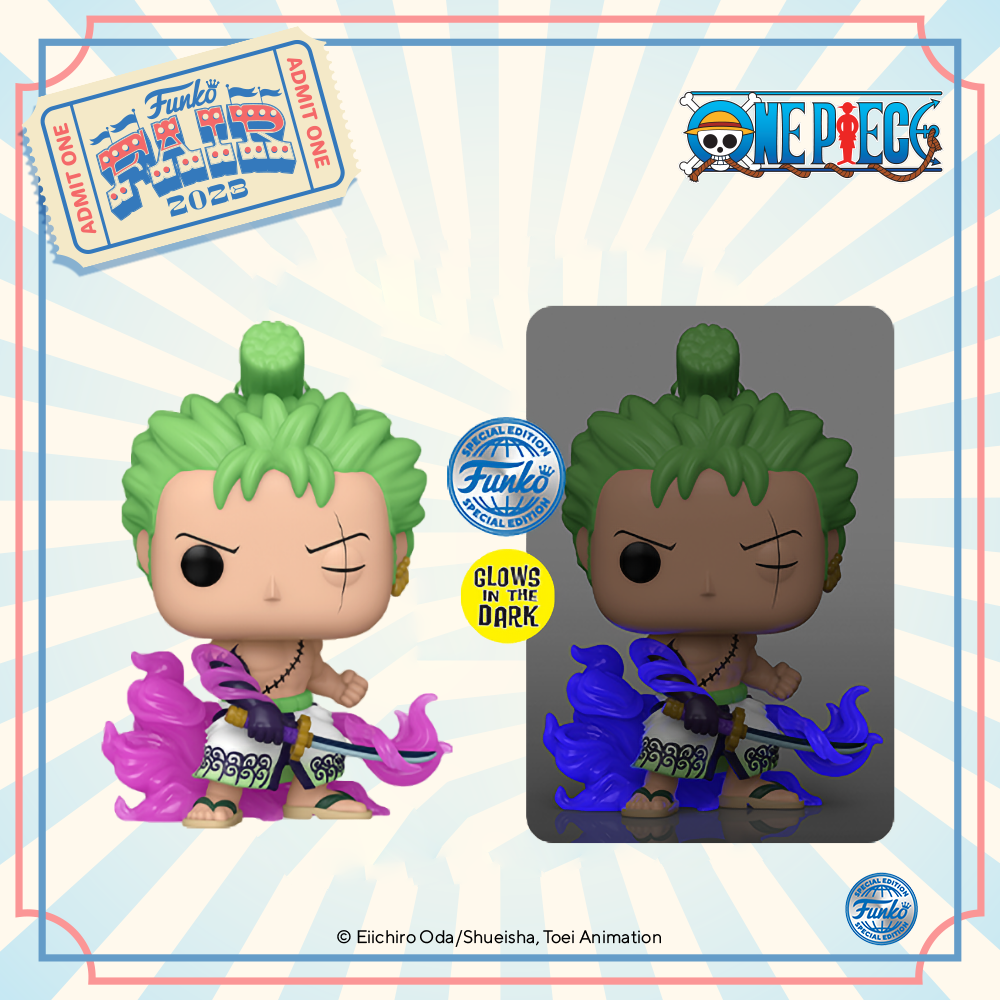 ADMIT ONE
Funko
FAIR
2023
ADMIT ONE
ONE PIECE
SPECIAL EDITION
Funko
SPECIAL EDITION
GLOWS
IN THE
DARK
© Eiichiro Oda/Shueisha, Toei Animation
SPECIAL EDITION
Funko
SPECIAL EDITION